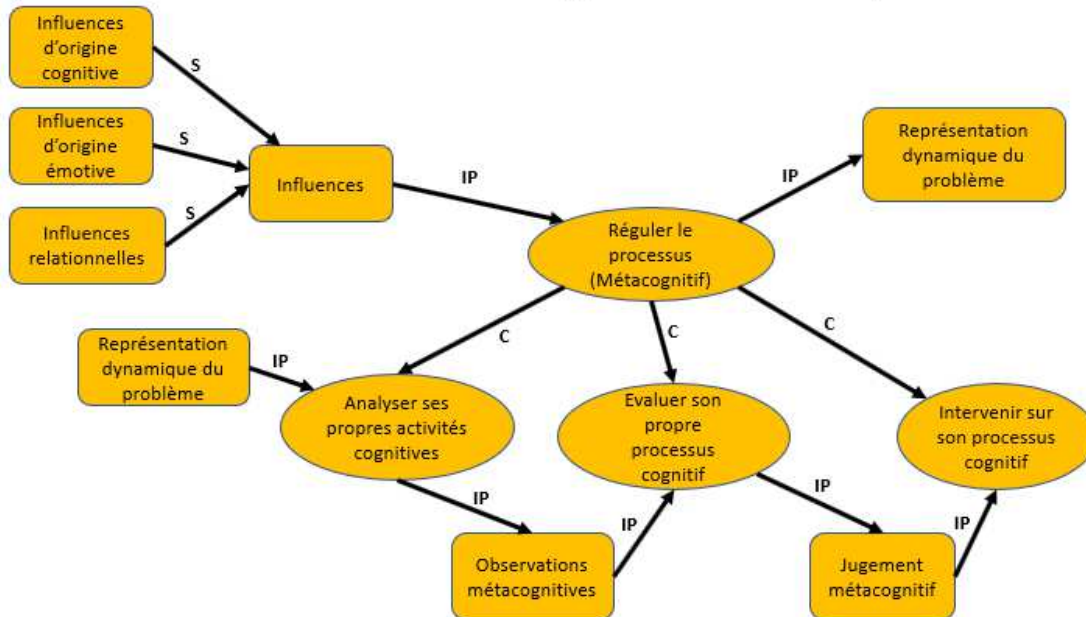 Influences
d'origine
cognitive
S
Influences
d'origine
émotive
S
Influences
relationnelles
S
Influences
IP
Réguler le
processus
(Métacognitif)
IP
Représentation
dynamique du
problème
C
C
C
Représentation
dynamique du
problème
IP
Analyser ses
propres activités
cognitives
IP
Observations
métacognitives
IP
Evaluer son
propre
processus
cognitif
IP
Jugement
métacognitif
IP
Intervenir sur
son processus
cognitif